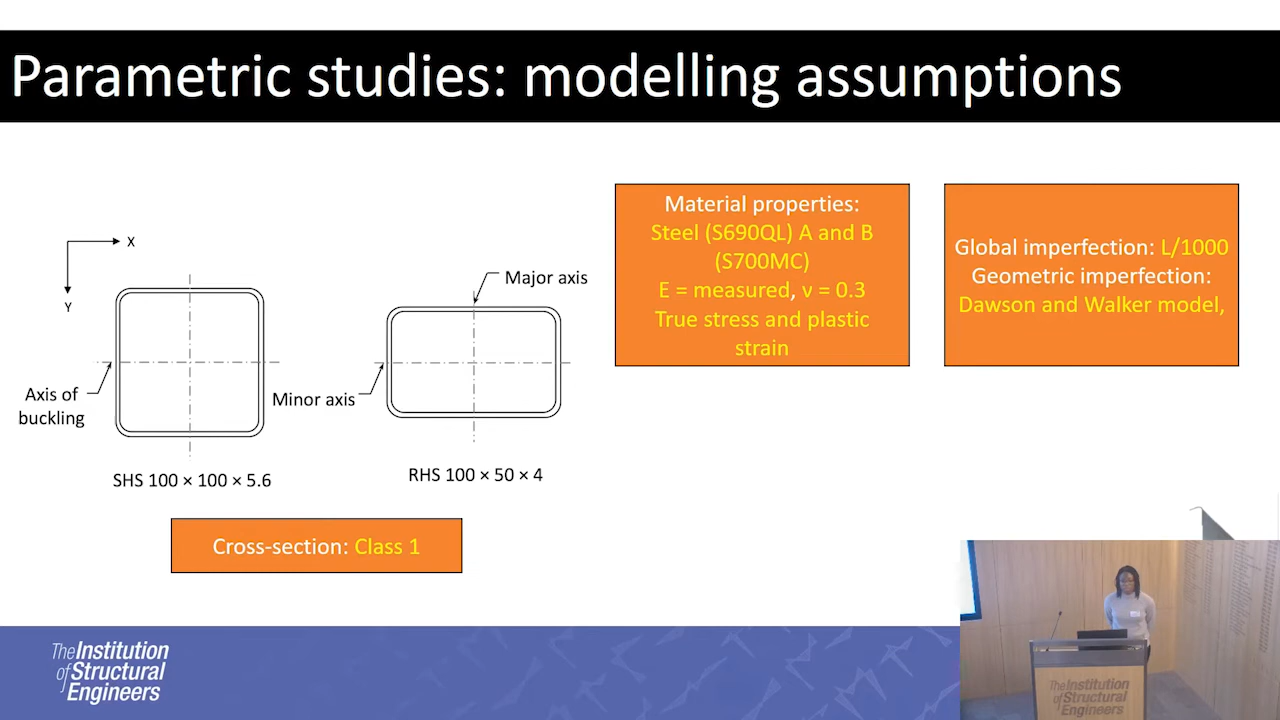 Parametric studies: modelling assumptions
X
Y
Axis of
buckling
SHS 100 × 100 × 5.6
Major axis
Minor axis
RHS 100 × 50 × 4
Cross-section: Class 1
Material properties:
Steel (S690QL) A and B
(S700MC)
E = measured, ν = 0.3
True stress and plastic
strain
Global imperfection: L/1000
Geometric imperfection:
Dawson and Walker model,
The Institution
of Structural
Engineers
The Institution
of Structural
Engineers